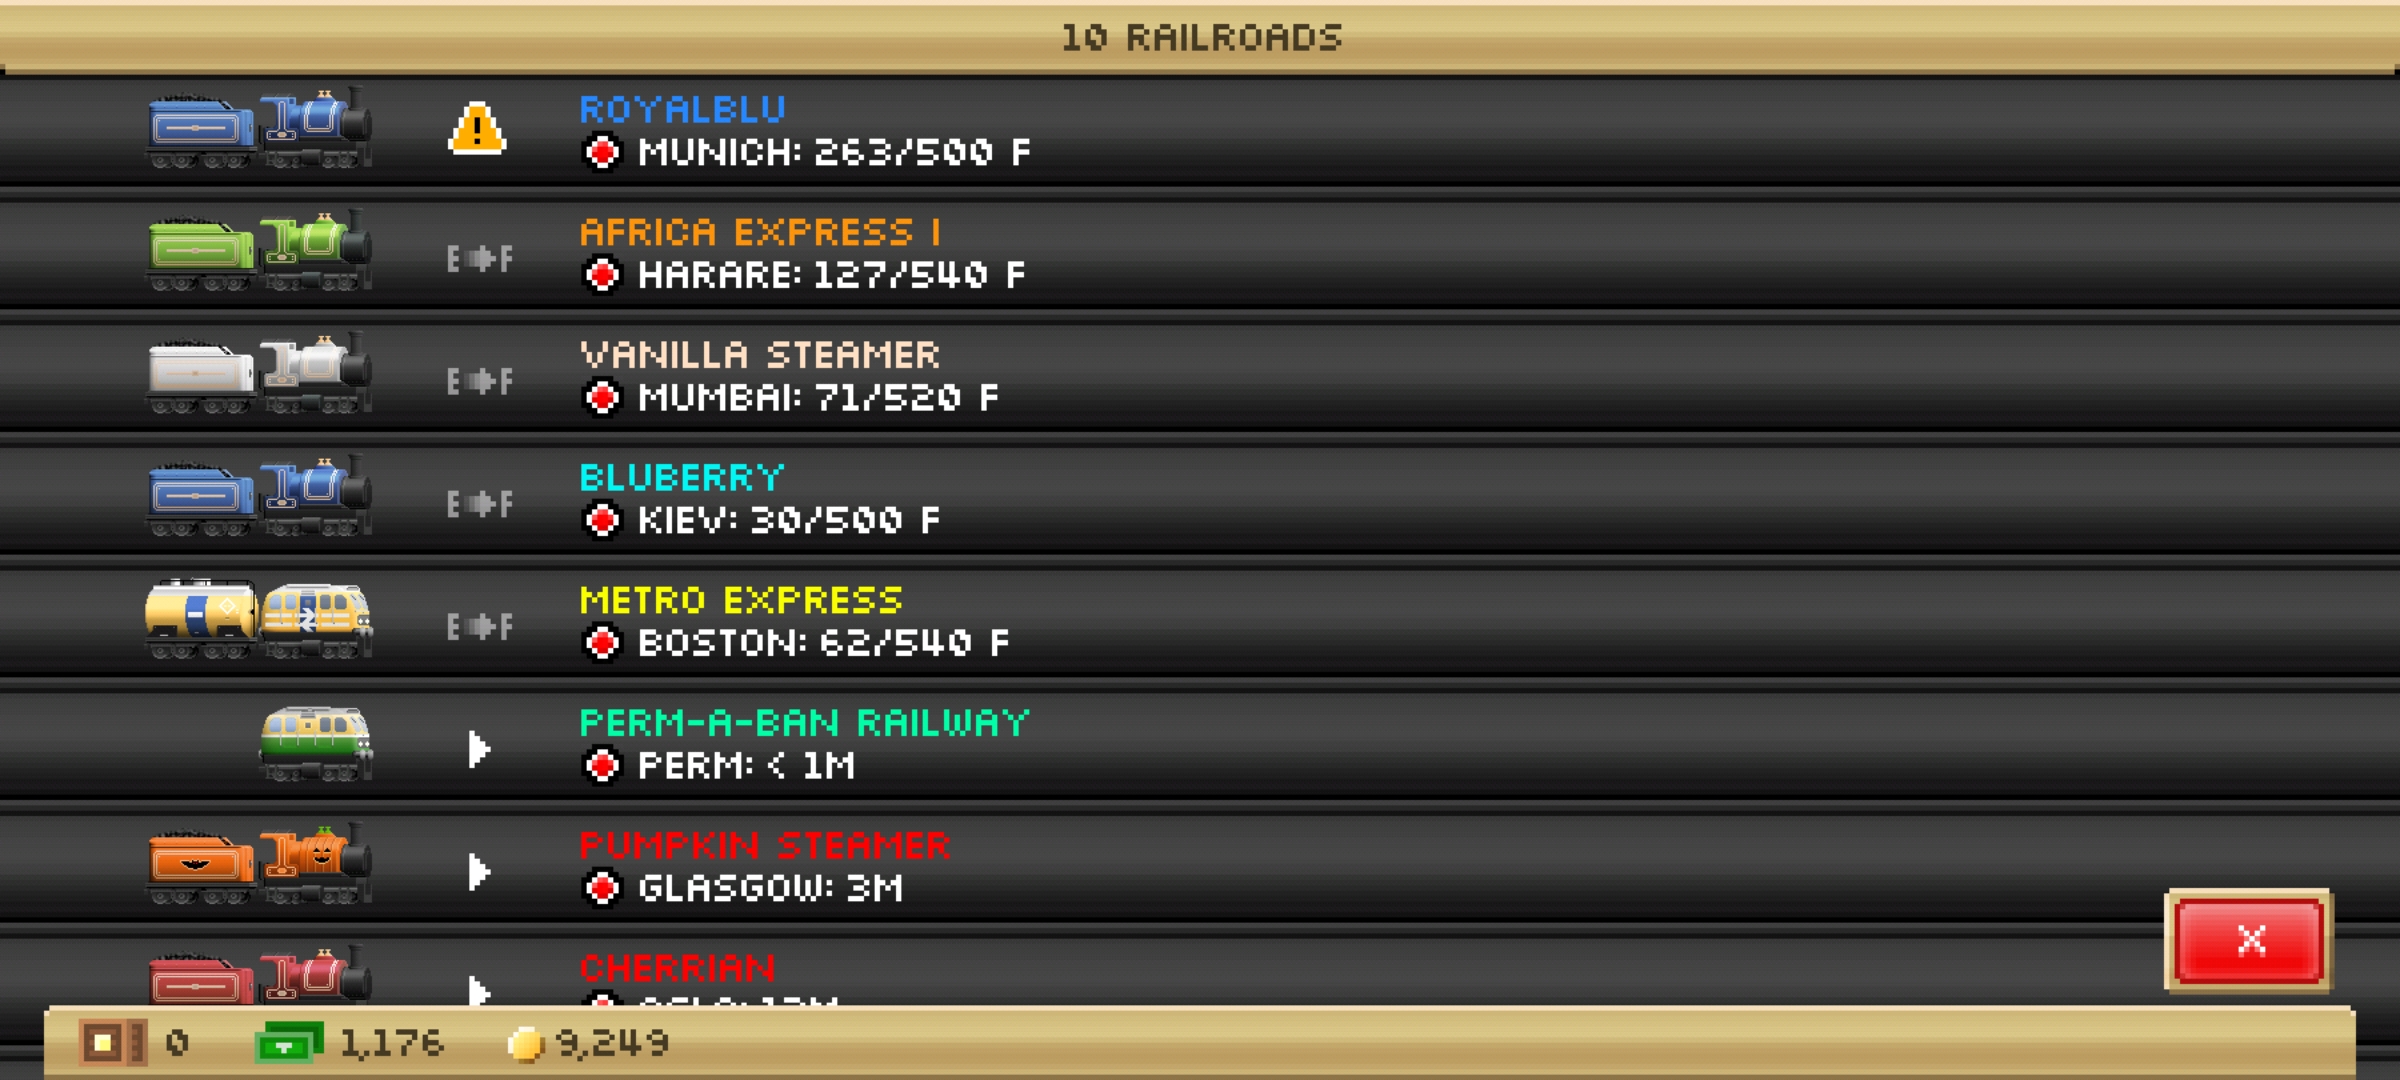 10 RAILROADS
ROYALBLU
MUNICH: 263/500 F
AFRICA EXPRESS I
E F
HARARE: 127/540 F
VANILLA STEAMER
E F
MUMBAI: 71/520 F
BLUBERRY
E F
KIEV: 30/500 F
METRO EXPRESS
E F
BOSTON: 62/540 F
PERM-A-BAN RAILWAY
PERM: < 1M
PUMPKIN STEAMER
GLASGOW: 3M
CHERRIAN
X
0 1,176 9,249